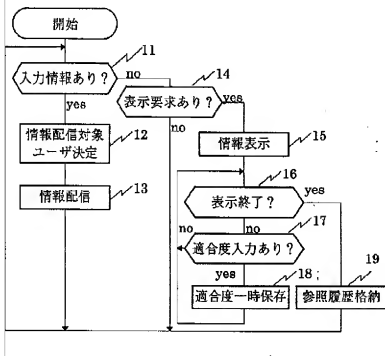 開始
11
入力情報あり?
no
14
yes
表示要求あり?
yes
情報配信対象
ユーザ決定
12
no
情報表示
15
16
情報配信
13
表示終了?
yes
no
no
17
適合度入力あり?
yes
18
19
適合度一時保存
参照履歴格納